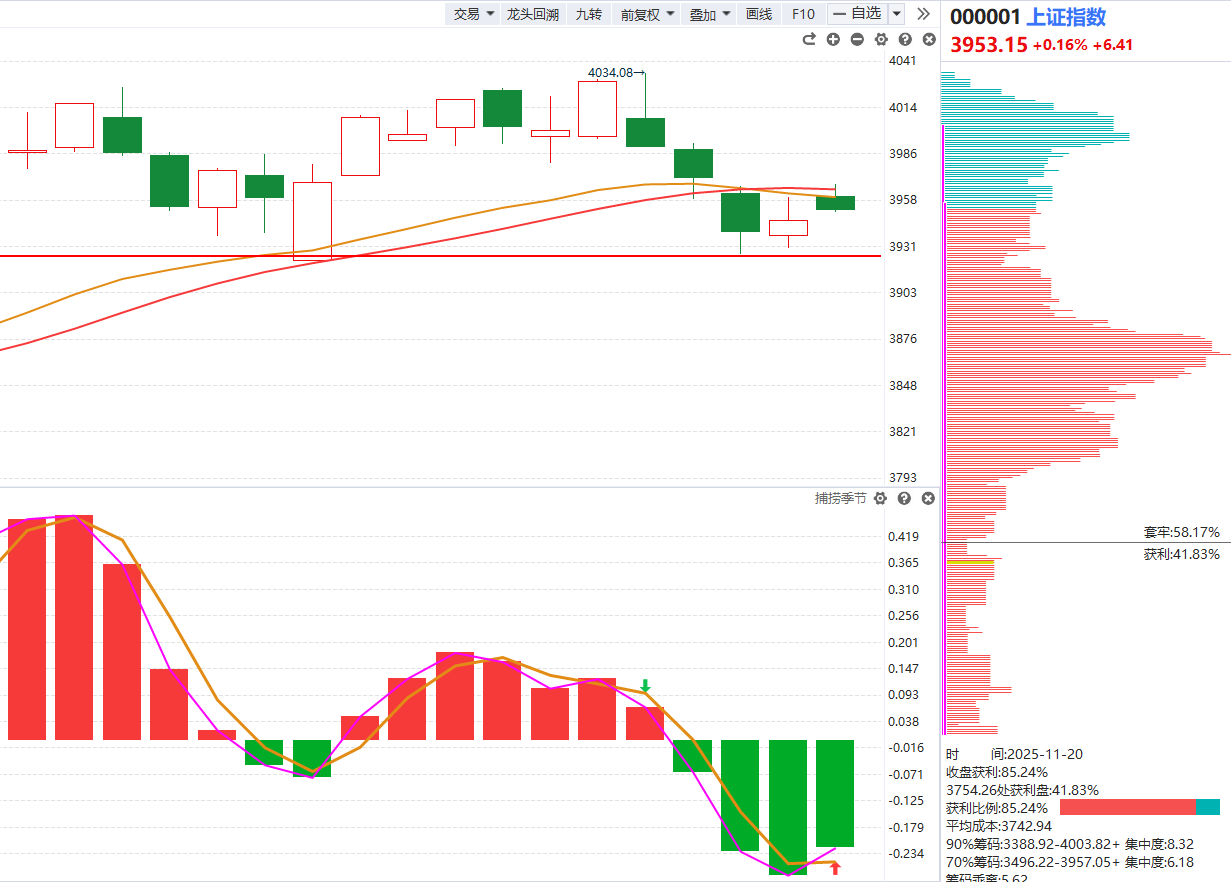 交易 龙头回溯 九转 前复权 叠加 画线 F10 一 自选
000001 上证指数
3953.15 +0.16% +6.41
4034.08→
4041
4014
3986
3958
3931
3903
3876
3848
3821
3793
捕捞季节
0.419
0.365
0.310
0.256
0.201
0.147
0.093
0.038
-0.016
-0.071
-0.125
-0.179
-0.234
套牢:58.17%
获利:41.83%
时 间:2025-11-20
收盘获利:85.24%
3754.26处获利盘:41.83%
获利比例:85.24%
平均成本:3742.94
90%筹码:3388.92-4003.82+ 集中度:8.32
70%筹码:3496.22-3957.05+ 集中度:6.18
筹码乖离:5.62